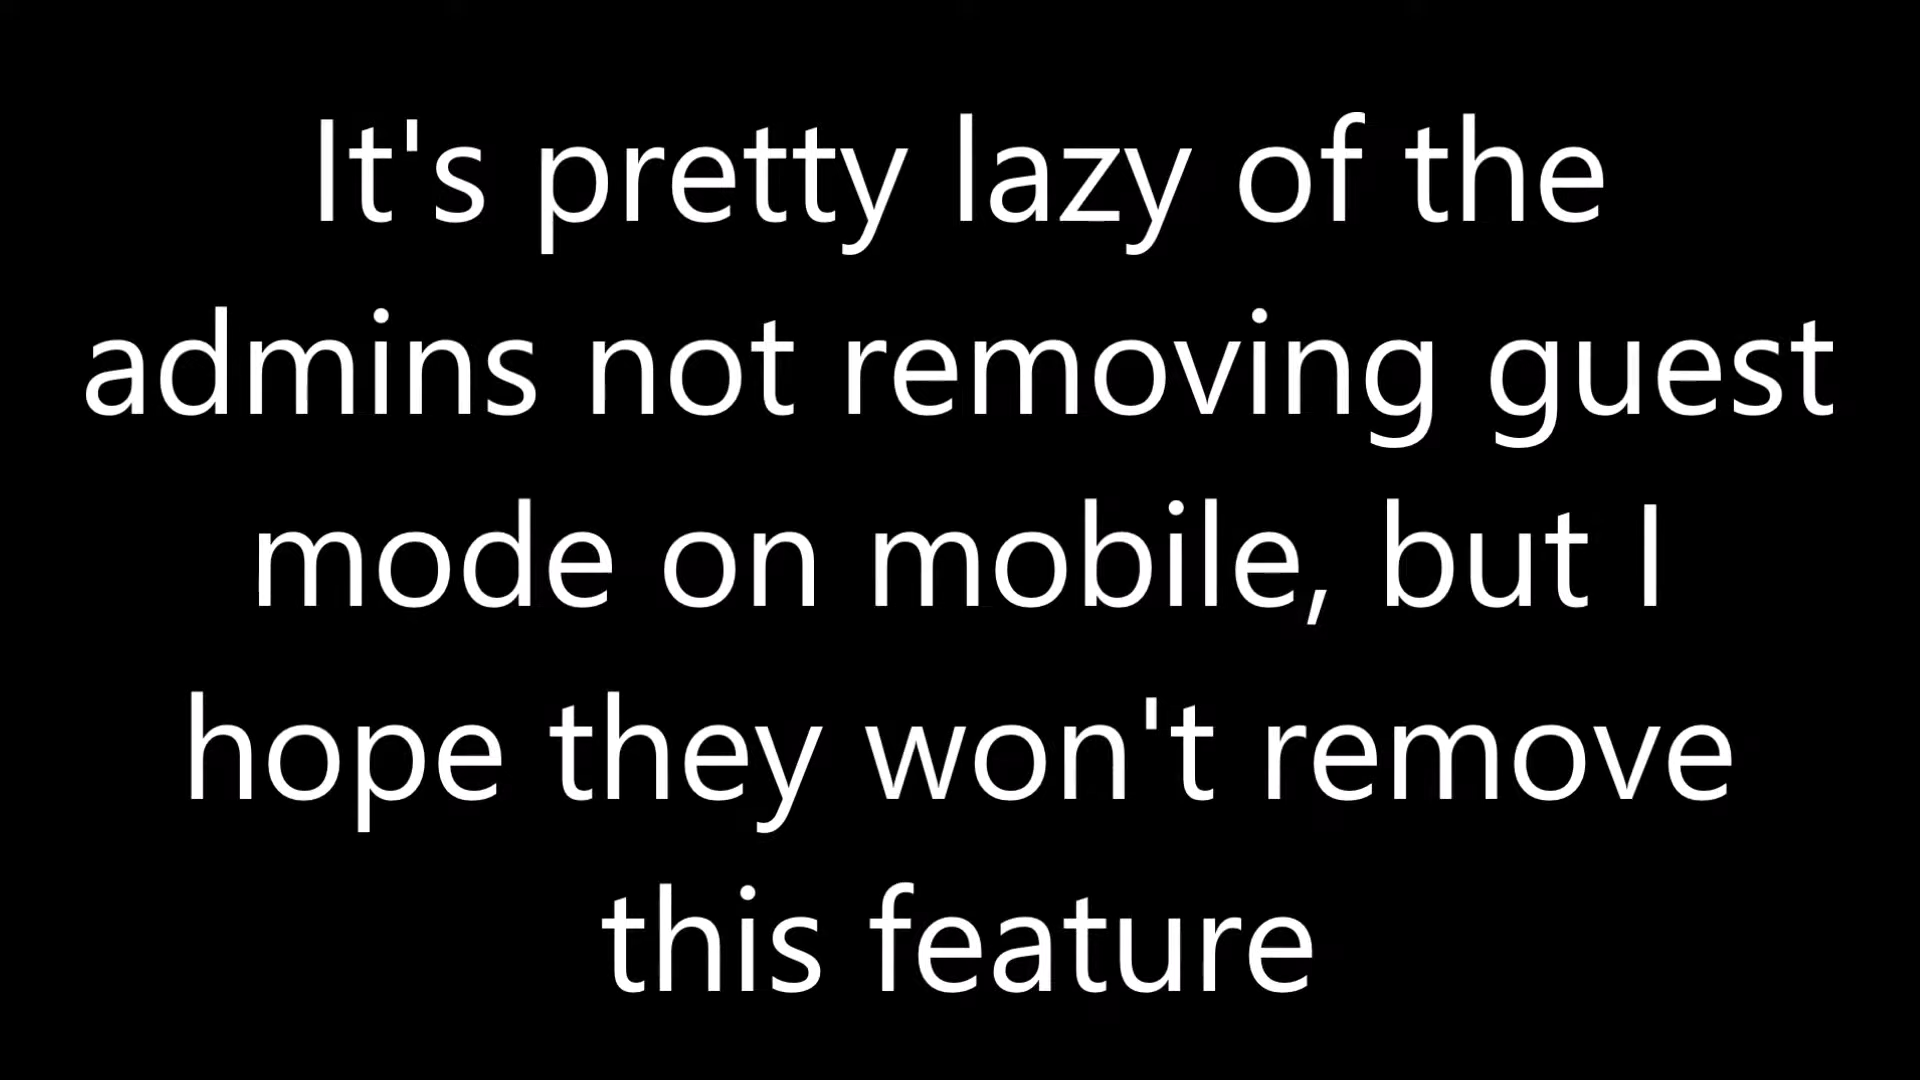 It's pretty lazy of the
admins not removing guest
mode on mobile, but I
hope they won't remove
this feature